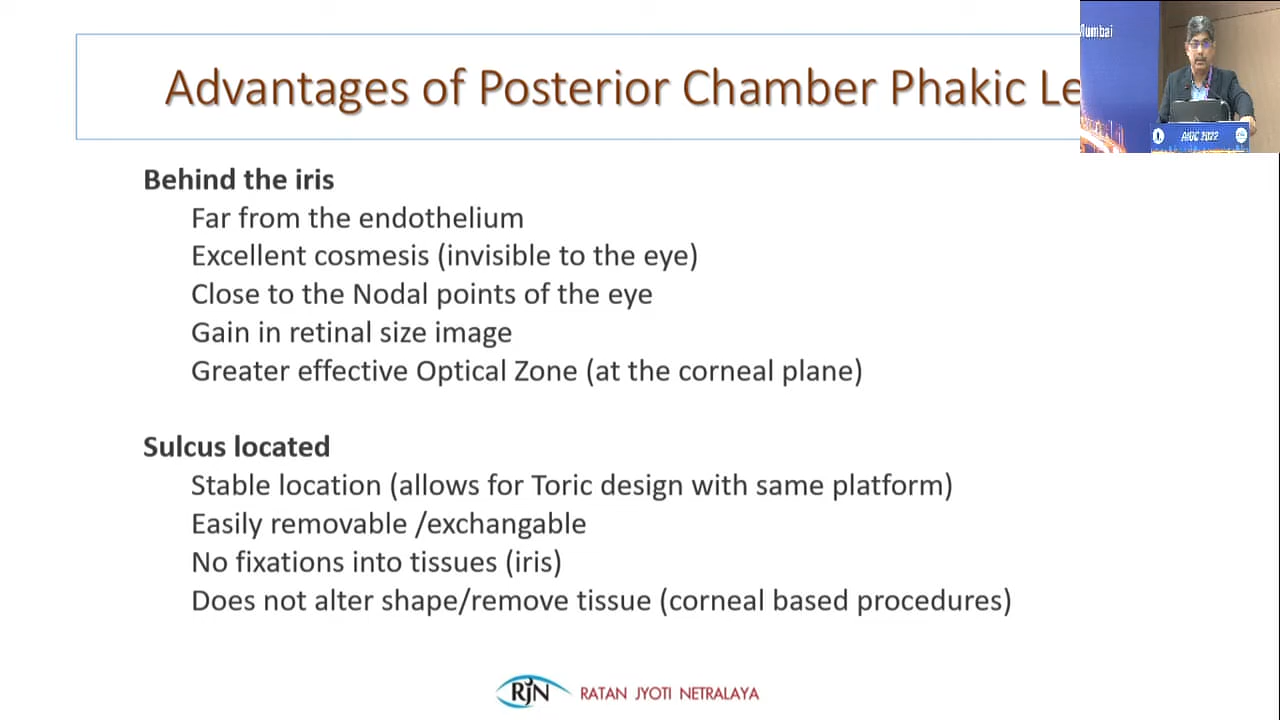 Advantages of Posterior Chamber Phakic Le
Mumbai
AIOC 2022
Behind the iris
Far from the endothelium
Excellent cosmesis (invisible to the eye)
Close to the Nodal points of the eye
Gain in retinal size image
Greater effective Optical Zone (at the corneal plane)
Sulcus located
Stable location (allows for Toric design with same platform)
Easily removable /exchangable
No fixations into tissues (iris)
Does not alter shape/remove tissue (corneal based procedures)
RJN RATAN JYOTI NETRALAYA